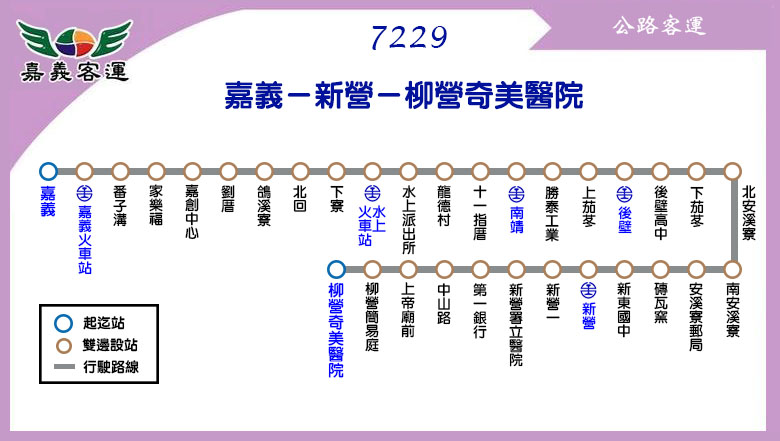 嘉義客運
7229
公路客運
嘉義－新營－柳營奇美醫院
嘉義
嘉義火車站
番子溝
家樂福
嘉創中心
劉厝
鴿溪寮
北回
下寮
水上火車站
水上派出所
龍德村
十一指厝
南靖
勝泰工業
上茄苳
後壁
後壁高中
下茄苳
北安溪寮
柳營奇美醫院
柳營簡易庭
上帝廟前
中山路
第一銀行
新營署立醫院
新營一
新營
新東國中
磚瓦窯
安溪寮郵局
南安溪寮
起迄站
雙邊設站
行駛路線